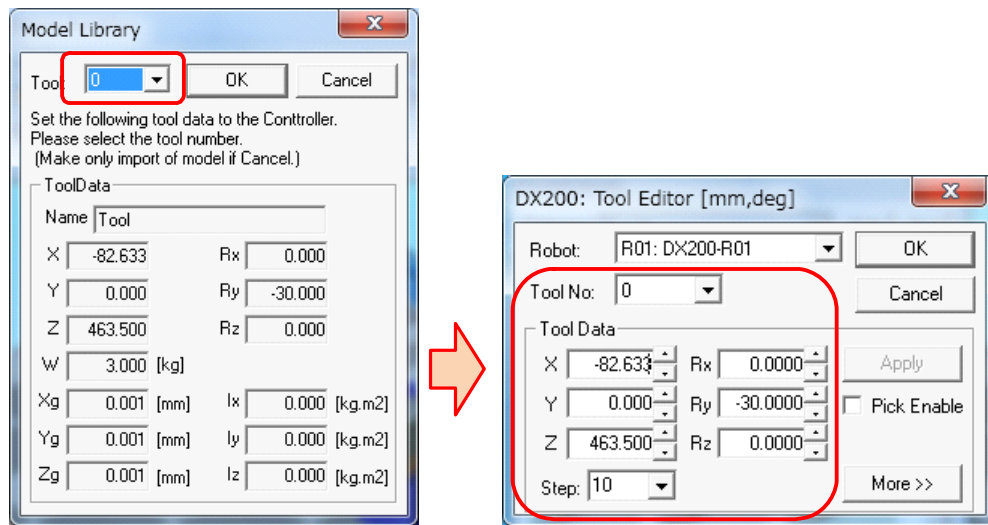 Model Library
Tool: 0 OK Cancel
Set the following tool data to the Conttroller.
Please select the tool number.
(Make only import of model if Cancel.)
ToolData
Name Tool
X -82.633 Rx 0.000
Y 0.000 Ry -30.000
Z 463.500 Rz 0.000
W 3.000 [kg]
Xg 0.001 [mm] Ix 0.000 [kg.m2]
Yg 0.001 [mm] Iy 0.000 [kg.m2]
Zg 0.001 [mm] Iz 0.000 [kg.m2]
DX200: Tool Editor [mm,deg]
Robot: R01: DX200-R01 OK
Tool No: 0 Cancel
Tool Data
X -82.633 Rx 0.0000 Apply
Y 0.000 Ry -30.0000 Pick Enable
Z 463.500 Rz 0.0000
Step: 10 More >>